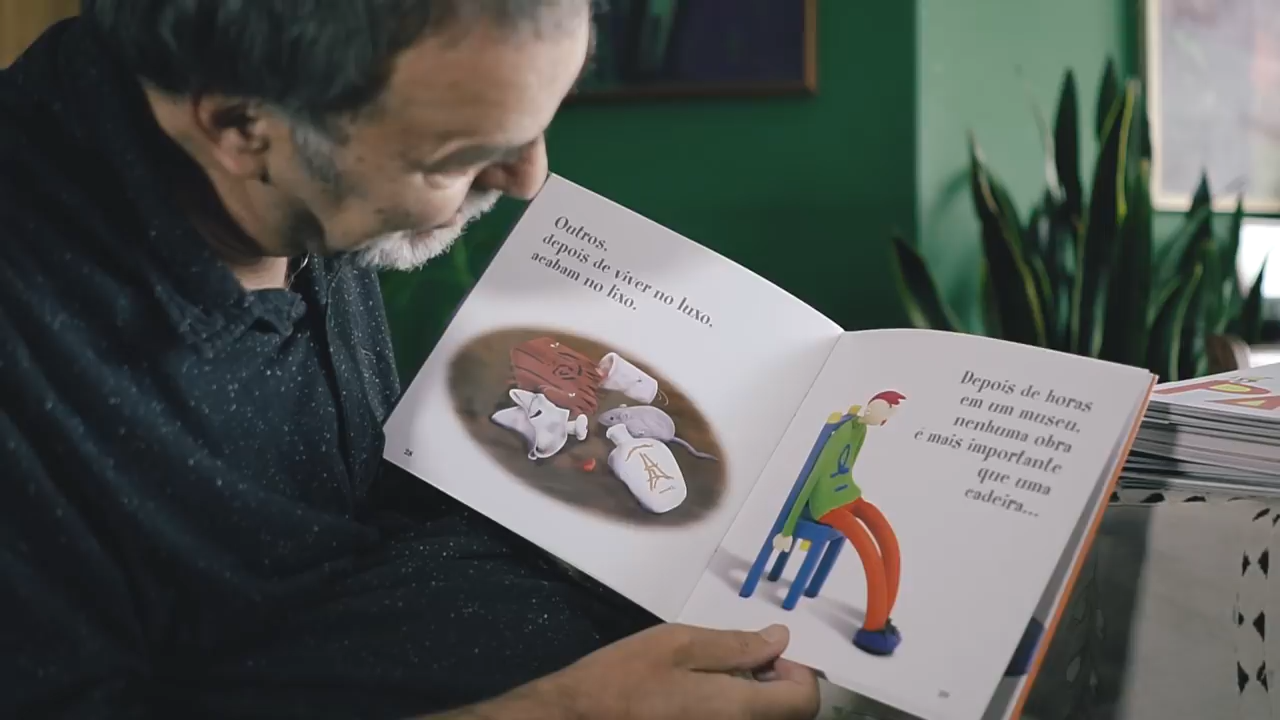 Outros,
depois de viver no luxo,
acabam no lixo.
28
Depois de horas
em um museu,
nenhuma obra
é mais importante
que uma
cadeira...